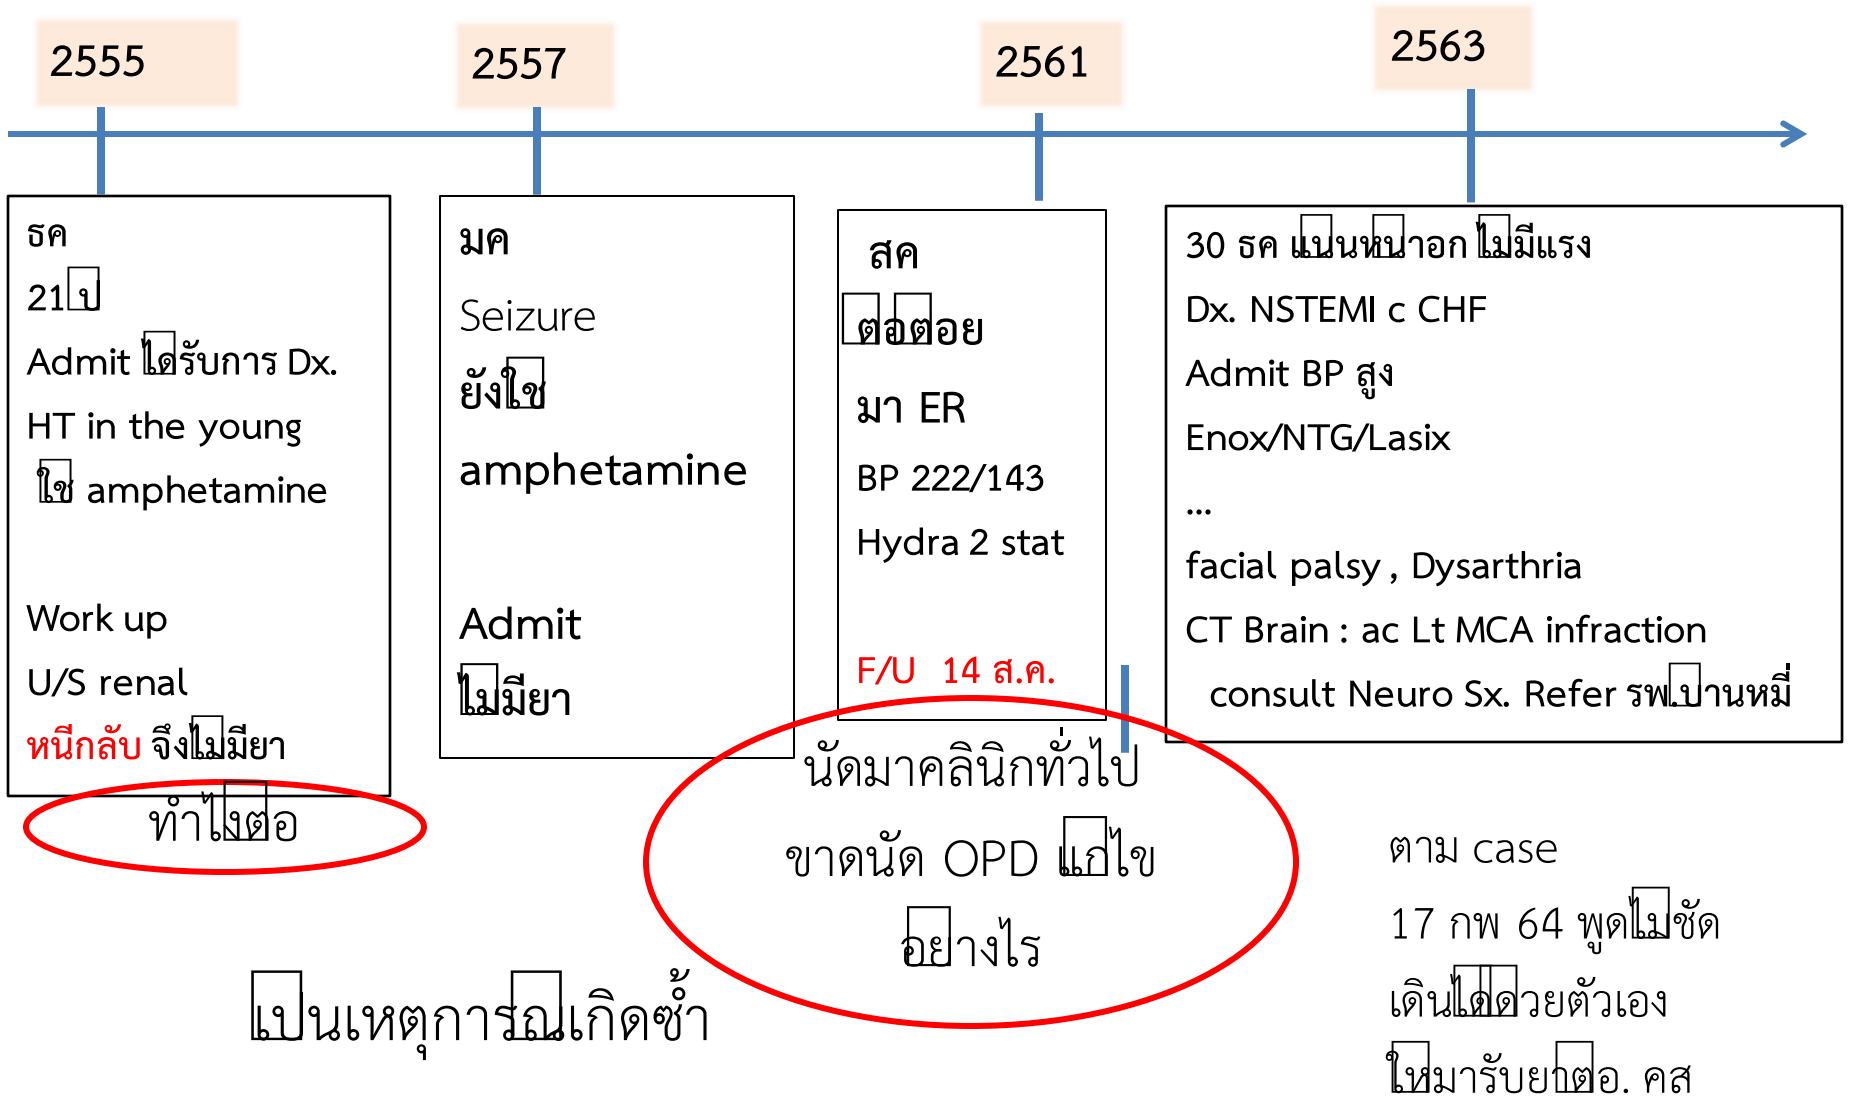 2555
2557
2561
2563
ธค
21 ปี
Admit ได้รับการ Dx.
HT in the young
ใช้ amphetamine
Work up
U/S renal
หนีกลับ จึงไม่มียา
ทำไงต่อ
มค
Seizure
ยังใช้
amphetamine
Admit
ไม่มียา
สค
ต่อต่อย
มา ER
BP 222/143
Hydra 2 stat
F/U 14 ส.ค.
นัดมาคลินิกทั่วไป
ขาดนัด OPD แก้ไข
อย่างไร
30 ธค แน่นหน้าอก ไม่มีแรง
Dx. NSTEMI c CHF
Admit BP สูง
Enox/NTG/Lasix
...
facial palsy , Dysarthria
CT Brain : ac Lt MCA infraction
consult Neuro Sx. Refer รพ.บ้านหมี่
เป็นเหตุการณ์เกิดซ้ำ
ตาม case
17 กพ 64 พูดไม่ชัด
เดินได้ด้วยตัวเอง
ให้มารับยาต่อ. คส